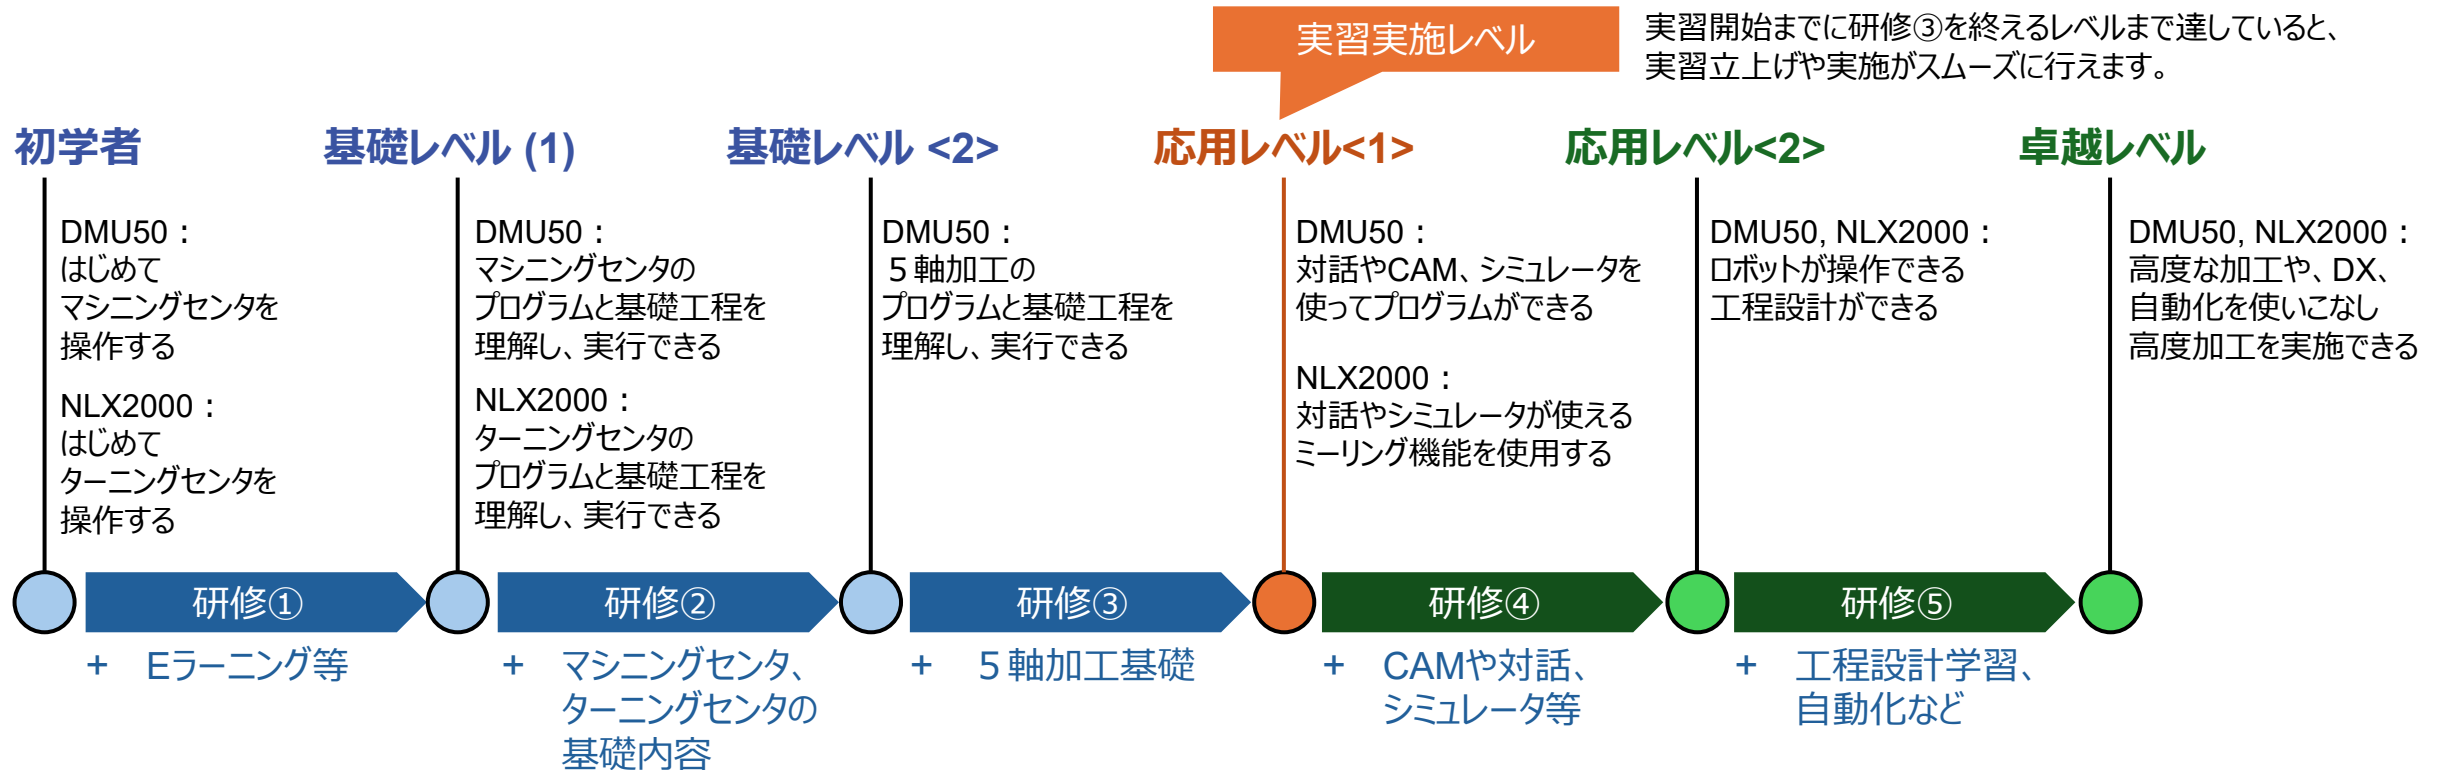 実習実施レベル
実習開始までに研修③を終えるレベルまで達していると、
実習立上げや実施がスムーズに行えます。
初学者
基礎レベル (1)
基礎レベル <2>
応用レベル<1>
応用レベル<2>
卓越レベル
DMU50：
はじめて
マシニングセンタを
操作する
NLX2000：
はじめて
ターニングセンタを
操作する
DMU50：
マシニングセンタの
プログラムと基礎工程を
理解し、実行できる
NLX2000：
ターニングセンタの
プログラムと基礎工程を
理解し、実行できる
DMU50：
５軸加工の
プログラムと基礎工程を
理解し、実行できる
DMU50：
対話やCAM、シミュレータを
使ってプログラムができる
NLX2000：
対話やシミュレータが使える
ミーリング機能を使用する
DMU50, NLX2000：
ロボットが操作できる
工程設計ができる
DMU50, NLX2000：
高度な加工や、DX、
自動化を使いこなし
高度加工を実施できる
研修①
研修②
研修③
研修④
研修⑤
+ Eラーニング等
+ マシニングセンタ、
ターニングセンタの
基礎内容
+ ５軸加工基礎
+ CAMや対話、
シミュレータ等
+ 工程設計学習、
自動化など